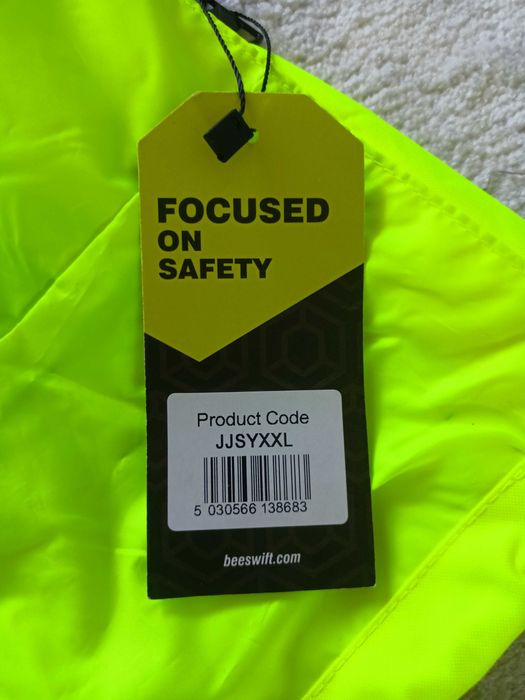 FOCUSED
ON
SAFETY
Product Code
JJSYXXL
5 030566 138683
beeswift.com